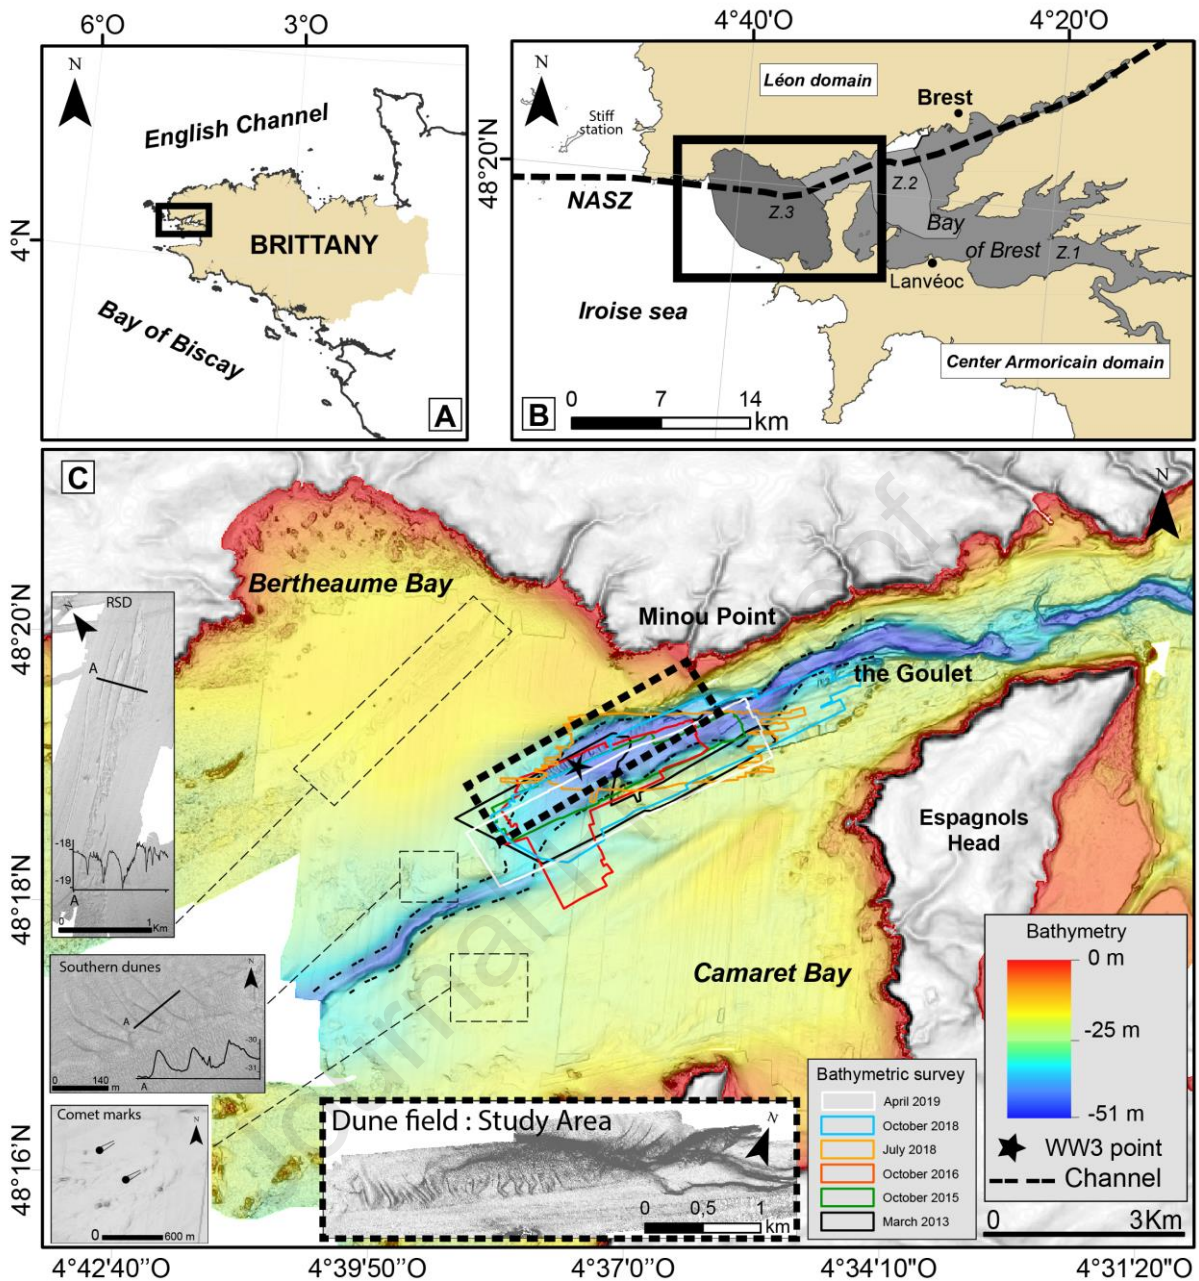 6°O
3°O
N
English Channel
4°N
BRITTANY
Bay of Biscay
A
4°40'O
4°20'O
N
Léon domain
Brest
Stiff
station
48°20'N
NASZ
Z.2
Z.3
Bay
of Brest
Z.1
Lanvéoc
Iroise sea
Center Armoricain domain
B
0
7
14
km
C
N
Bertheaume Bay
Minou Point
the Goulet
48°20'N
RSD
N
A
-18
-19
A
0
1
Km
Espagnols
Head
48°18'N
Camaret Bay
Southern dunes
N
A
-30
-31
0
140 m
A
Comet marks
N
0
600 m
48°16'N
Dune field : Study Area
N
0
0,5
1
km
Bathymetric survey
April 2019
October 2018
July 2018
October 2016
October 2015
March 2013
Bathymetry
0 m
-25 m
-51 m
WW3 point
Channel
0
3Km
4°42'40"O
4°39'50"O
4°37'0"O
4°34'10"O
4°31'20"O